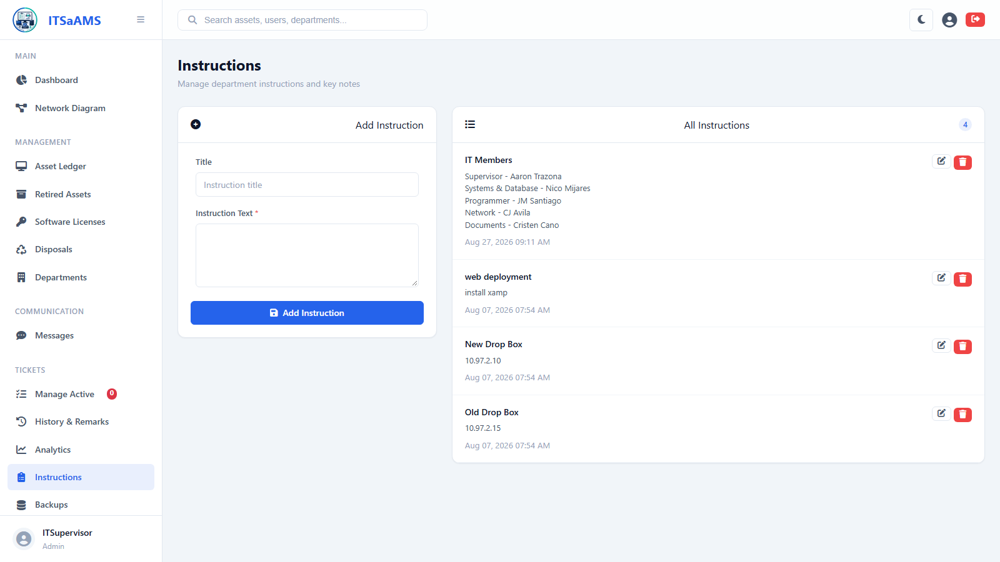 ITSaAMS
Search assets, users, departments...
MAIN
Dashboard
Network Diagram
MANAGEMENT
Asset Ledger
Retired Assets
Software Licenses
Disposals
Departments
COMMUNICATION
Messages
TICKETS
Manage Active 0
History & Remarks
Analytics
Instructions
Backups
ITSupervisor
Admin
Instructions
Manage department instructions and key notes
Add Instruction
Title
Instruction title
Instruction Text *
Add Instruction
All Instructions 4
IT Members
Supervisor - Aaron Trazona
Systems & Database - Nico Mijares
Programmer - JM Santiago
Network - CJ Avila
Documents - Cristen Cano
Aug 27, 2026 09:11 AM
web deployment
install xamp
Aug 07, 2026 07:54 AM
New Drop Box
10.97.2.10
Aug 07, 2026 07:54 AM
Old Drop Box
10.97.2.15
Aug 07, 2026 07:54 AM